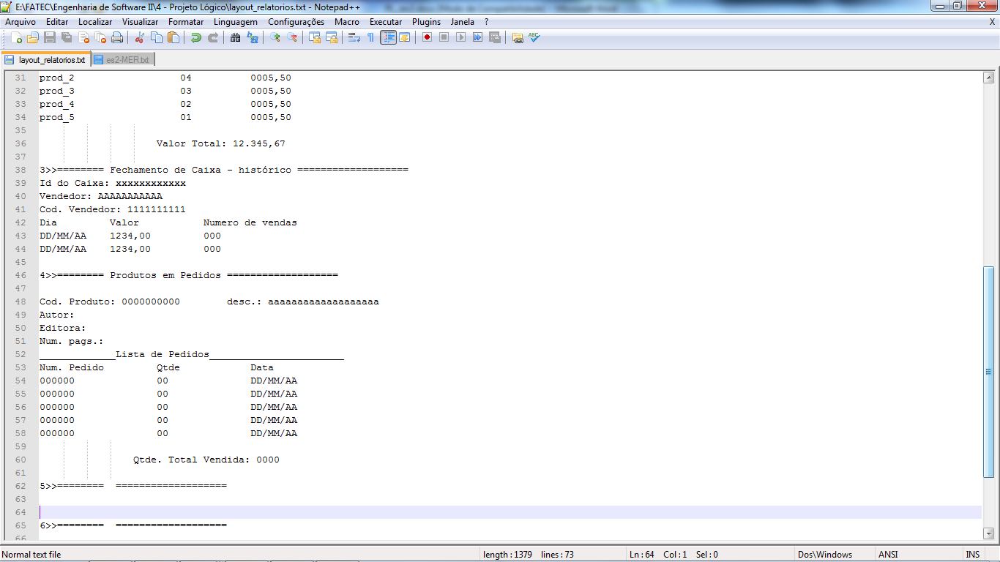 E:\FATEC\Engenharia de Software II\4 - Projeto Lógico\layout_relatorios.txt - Notepad++
Arquivo Editar Localizar Visualizar Formatar Linguagem Configurações Macro Executar Plugins Janela ? X
layout_relatorios.txt es2-MER.txt
31 prod_2 04 0005,50
32 prod_3 03 0005,50
33 prod_4 02 0005,50
34 prod_5 01 0005,50
35
36 Valor Total: 12.345,67
37
38 3>>======== Fechamento de Caixa - histórico ===================
39 Id do Caixa: xxxxxxxxxxxx
40 Vendedor: AAAAAAAAAAA
41 Cod. Vendedor: 1111111111
42 Dia Valor Numero de vendas
43 DD/MM/AA 1234,00 000
44 DD/MM/AA 1234,00 000
45
46 4>>======== Produtos em Pedidos ===================
47
48 Cod. Produto: 0000000000 desc.: aaaaaaaaaaaaaaaaaaa
49 Autor:
50 Editora:
51 Num. pags.:
52 _____________Lista de Pedidos_______________________
53 Num. Pedido Qtde Data
54 000000 00 DD/MM/AA
55 000000 00 DD/MM/AA
56 000000 00 DD/MM/AA
57 000000 00 DD/MM/AA
58 000000 00 DD/MM/AA
59
60 Qtde. Total Vendida: 0000
61
62 5>>======== ===================
63
64
65 6>>======== ===================
66
Normal text file length : 1379 lines : 73 Ln : 64 Col : 1 Sel : 0 Dos\Windows ANSI INS